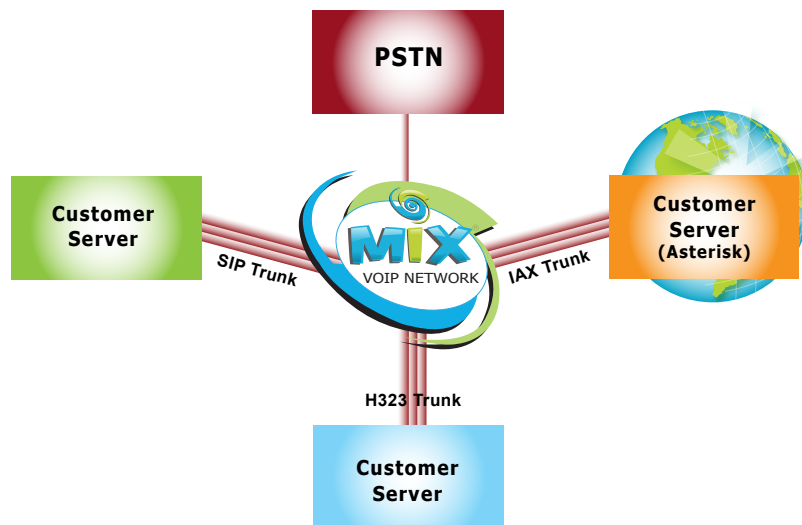 PSTN
Customer
Server
Customer
Server
(Asterisk)
MIX
VOIP NETWORK
SIP Trunk
IAX Trunk
H323 Trunk
Customer
Server